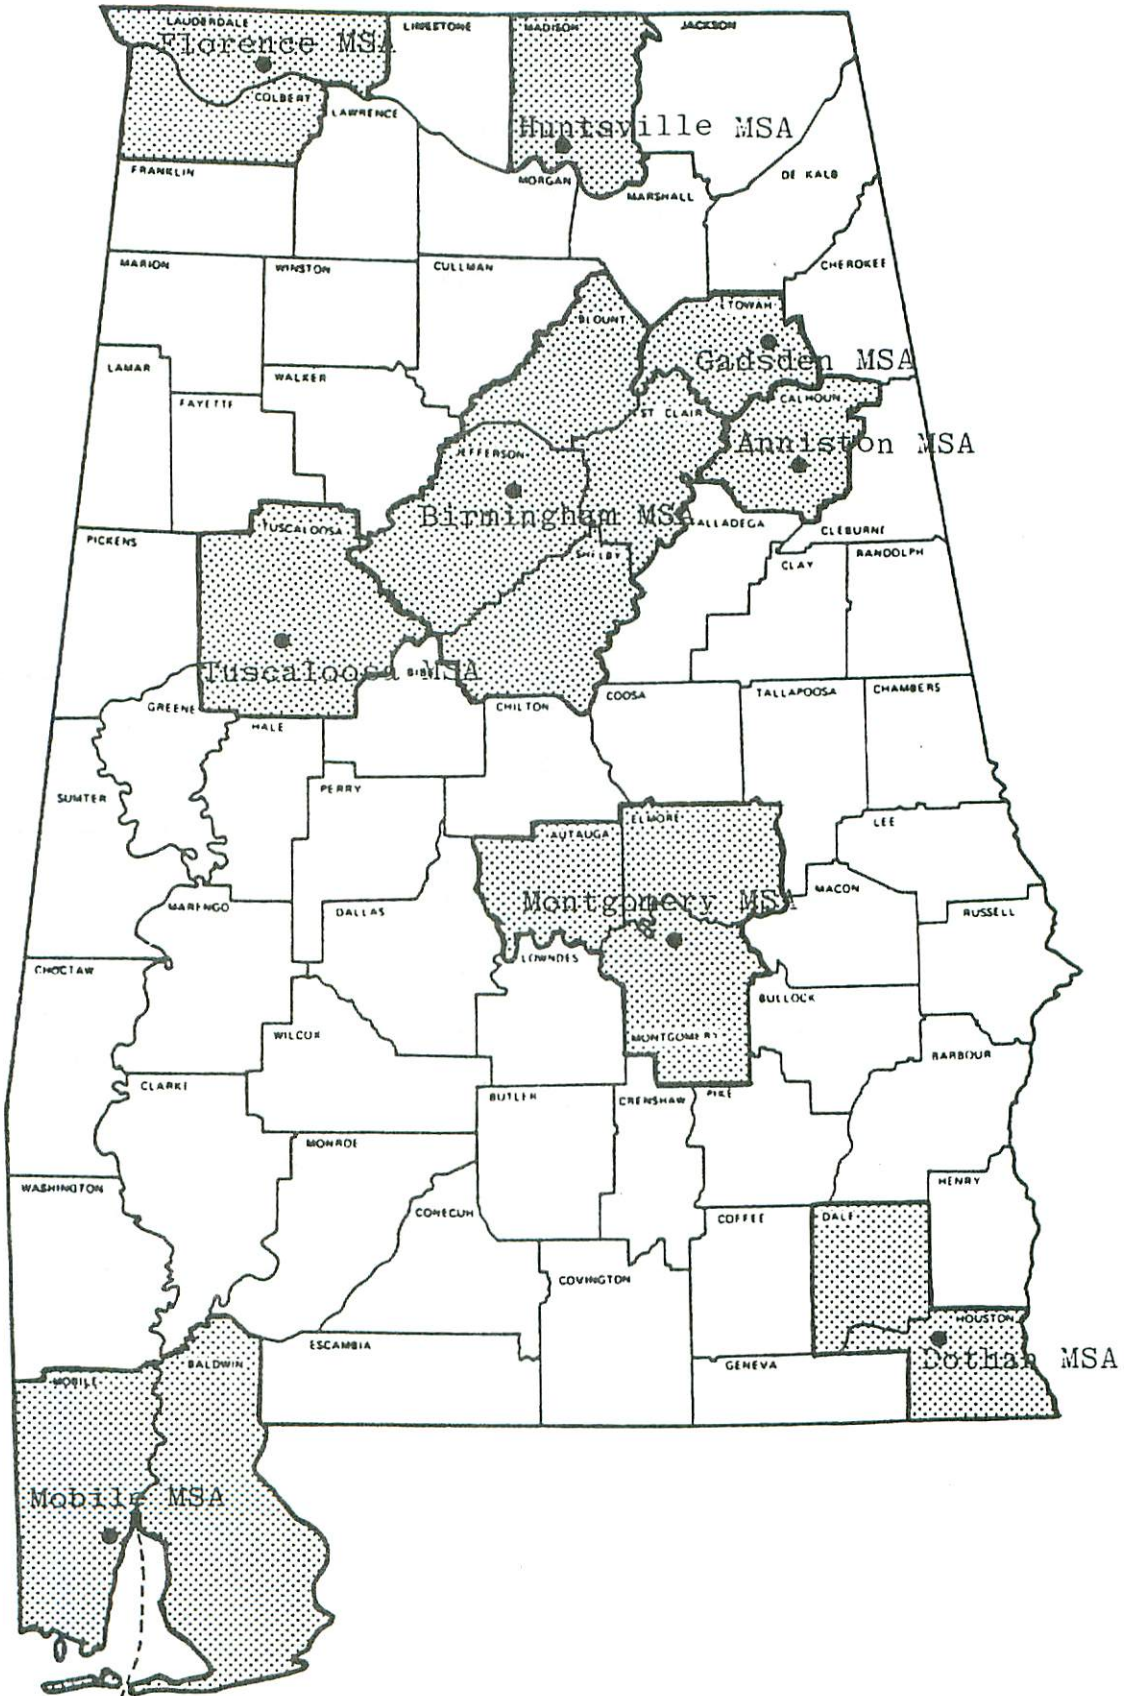 LAUDERDALE
LIMESTONE
MADISON
JACKSON
Florence MSA
COLBERT
LAWRENCE
Huntsville MSA
FRANKLIN
MORGAN
DE KALB
MARSHALL
MARION
WINSTON
CULLMAN
CHEROKEE
BLOUNT
ETOWAH
Gadsden MSA
LAMAR
WALKER
FAYETTE
ST CLAIR
CALHOUN
Anniston MSA
JEFFERSON
Birmingham MSA
TALLADEGA
CLEBURNE
TUSCALOOSA
PICKENS
SHELBY
CLAY
RANDOLPH
Tuscaloosa MSA
BIBB
GREENE
HALE
CHILTON
COOSA
TALLAPOOSA
CHAMBERS
SUMTER
PERRY
ELMORE
AUTAUGA
LEE
MACON
Montgomery MSA
MARENGO
DALLAS
RUSSELL
CHOCTAW
LOWNDES
BULLOCK
WILCOX
MONTGOMERY
BARBOUR
CLARKE
BUTLER
CRENSHAW
PIKE
MONROE
WASHINGTON
HENRY
CONECUH
COFFEE
DALE
COVINGTON
HOUSTON
ESCAMBIA
BALDWIN
GENEVA
Dothan MSA
MOBILE
Mobile MSA